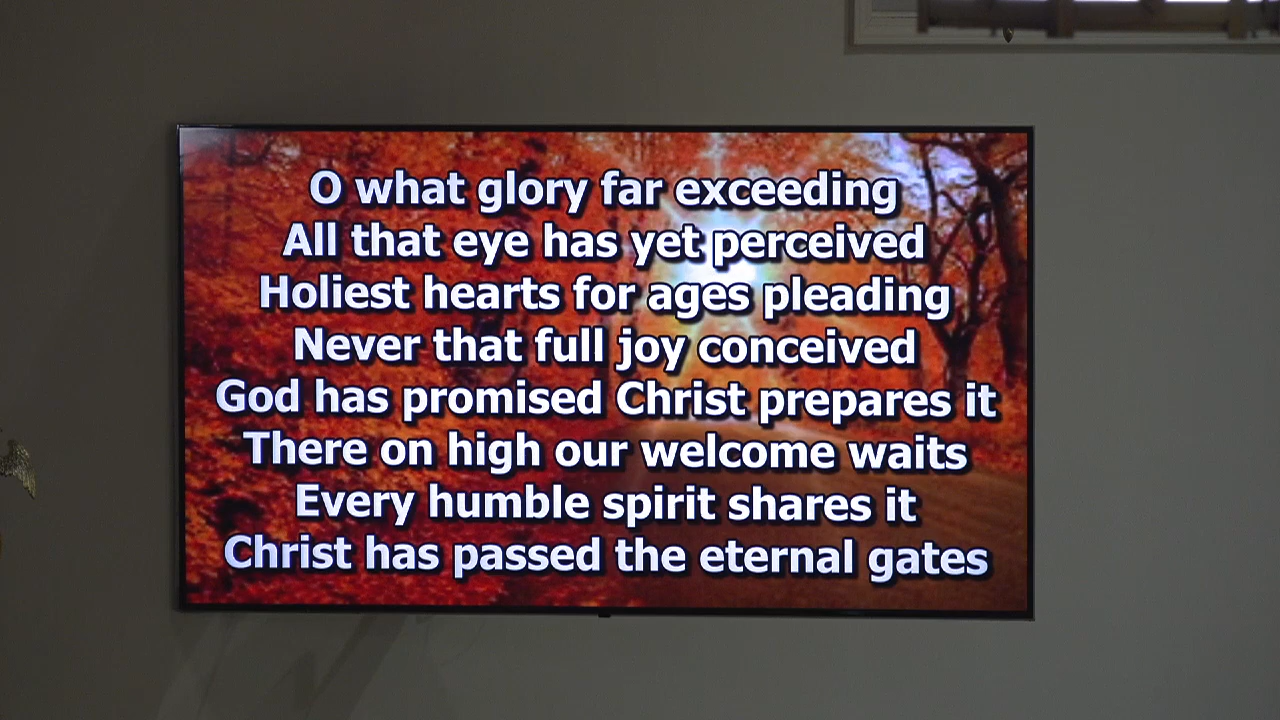 O what glory far exceeding
All that eye has yet perceived
Holiest hearts for ages pleading
Never that full joy conceived
God has promised Christ prepares it
There on high our welcome waits
Every humble spirit shares it
Christ has passed the eternal gates